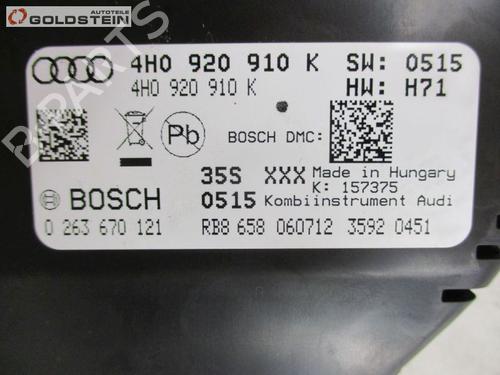 GOLDSTEIN
AUTOTEILE
4H0 920 910 K SW: 0515
4H0 920 910 K HW: H71
Pb
BOSCH DMC:
35S XXX Made in Hungary
K: 157375
BOSCH 0515 Kombiinstrument Audi
0 263 670 121 RB8 658 060712 3592 0451
B PARTS